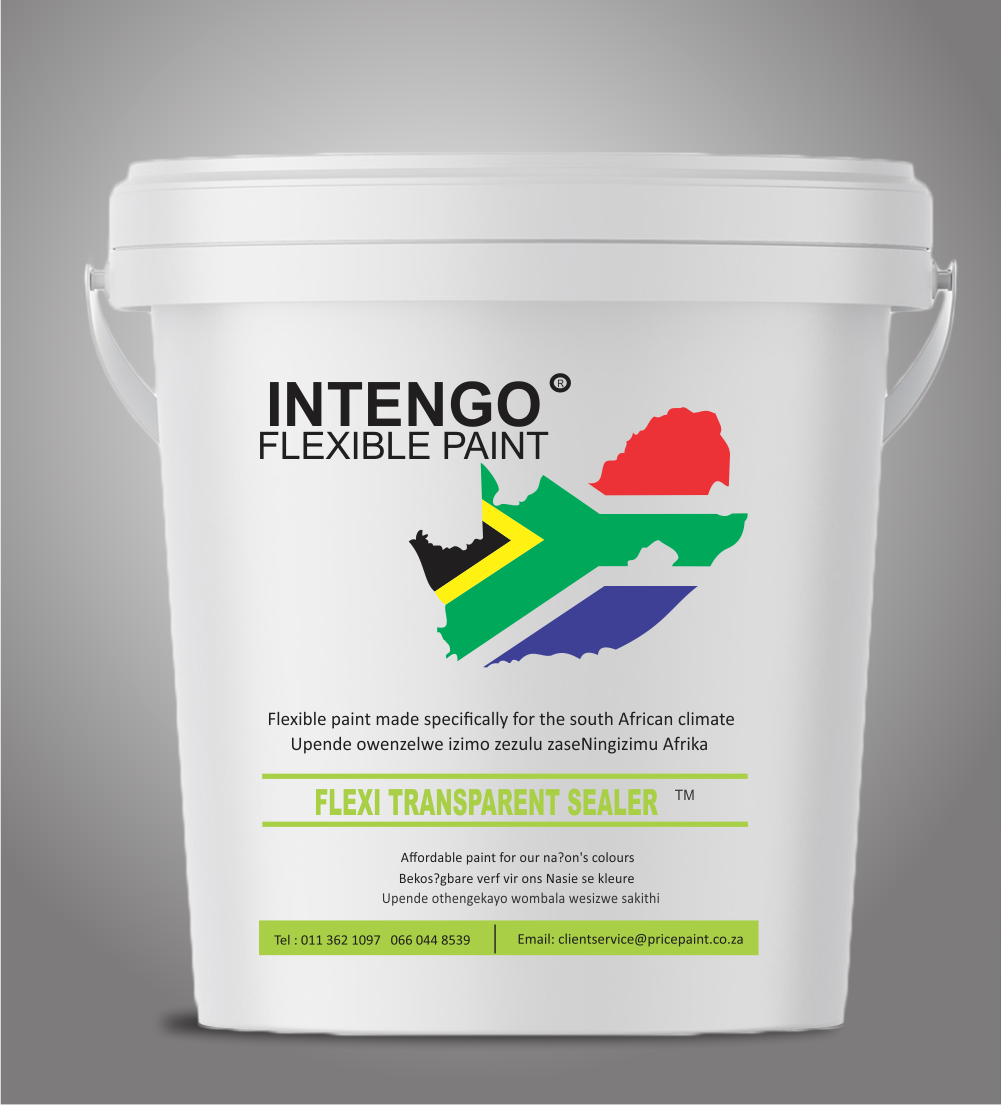 INTENGO®
FLEXIBLE PAINT
Flexible paint made specifically for the south African climate
Upende owenzelwe izimo zezulu zaseNingizimu Afrika
FLEXI TRANSPARENT SEALER TM
Affordable paint for our na?on's colours
Bekos?gbare verf vir ons Nasie se kleure
Upende othengekayo wombala wesizwe sakithi
Tel : 011 362 1097 066 044 8539 | Email: clientservice@pricepaint.co.za